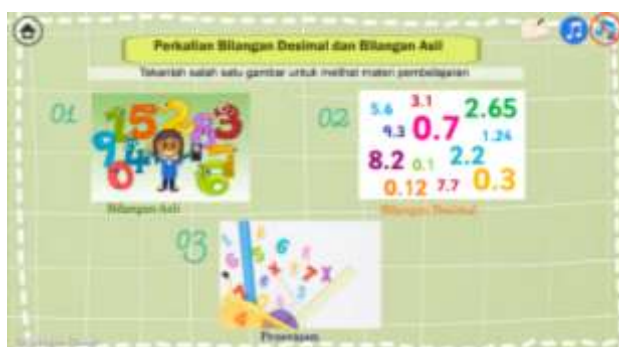 Perkalian Bilangan Desimal dan Bilangan Asli
Tekanlah salah satu gambar untuk melihat materi pembelajaran
01
02
5.6 3.1 2.65
9.3 0.7 1.24
8.2 0.1 2.2
0.12 7.7 0.3
Bilangan Asli
Bilangan Desimal
03